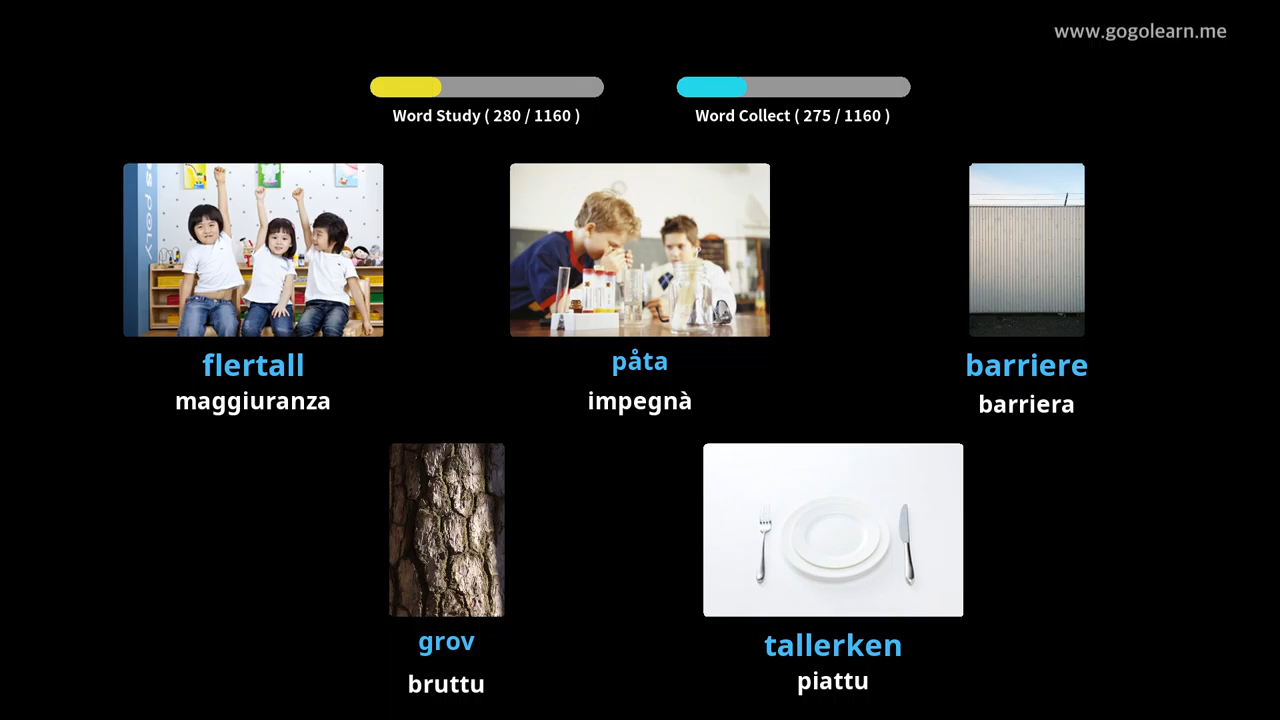 www.gogolearn.me
Word Study ( 280 / 1160 )
Word Collect ( 275 / 1160 )
flertall
maggiuranza
påta
impegnà
barriere
barriera
grov
bruttu
tallerken
piattu